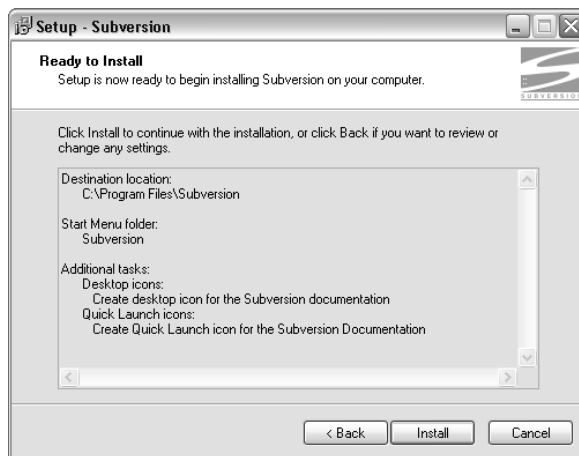 Setup - Subversion
Ready to Install
Setup is now ready to begin installing Subversion on your computer.
SUBVERSION
Click Install to continue with the installation, or click Back if you want to review or
change any settings.
Destination location:
C:\Program Files\Subversion
Start Menu folder:
Subversion
Additional tasks:
Desktop icons:
Create desktop icon for the Subversion documentation
Quick Launch icons:
Create Quick Launch icon for the Subversion Documentation
< Back
Install
Cancel